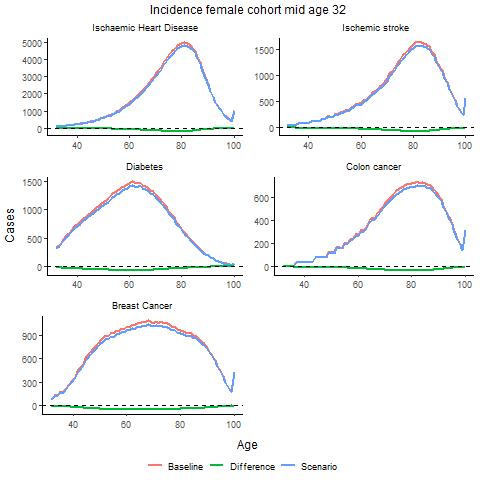 Incidence female cohort mid age 32
Ischaemic Heart Disease
Ischemic stroke
5000
4000
3000
2000
1000
0
40 60 80 100
1500
1000
500
0
40 60 80 100
Diabetes
Colon cancer
1500
1000
500
0
40 60 80 100
600
400
200
0
40 60 80 100
Breast Cancer
900
600
300
0
40 60 80 100
Cases
Age
Baseline Difference Scenario